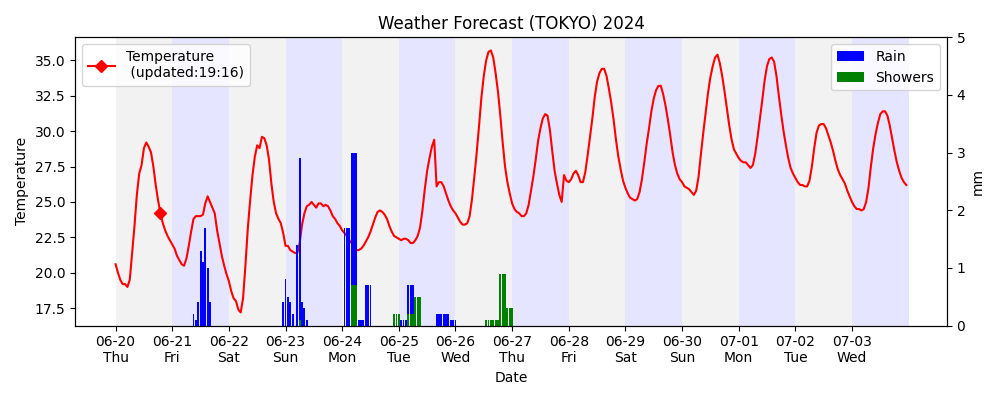 Weather Forecast (TOKYO) 2024
Temperature
(updated:19:16)
Rain
Showers
Temperature
35.0
32.5
30.0
27.5
25.0
22.5
20.0
17.5
5
4
3
2
1
0
mm
06-20 06-21 06-22 06-23 06-24 06-25 06-26 06-27 06-28 06-29 06-30 07-01 07-02 07-03
Thu Fri Sat Sun Mon Tue Wed Thu Fri Sat Sun Mon Tue Wed
Date